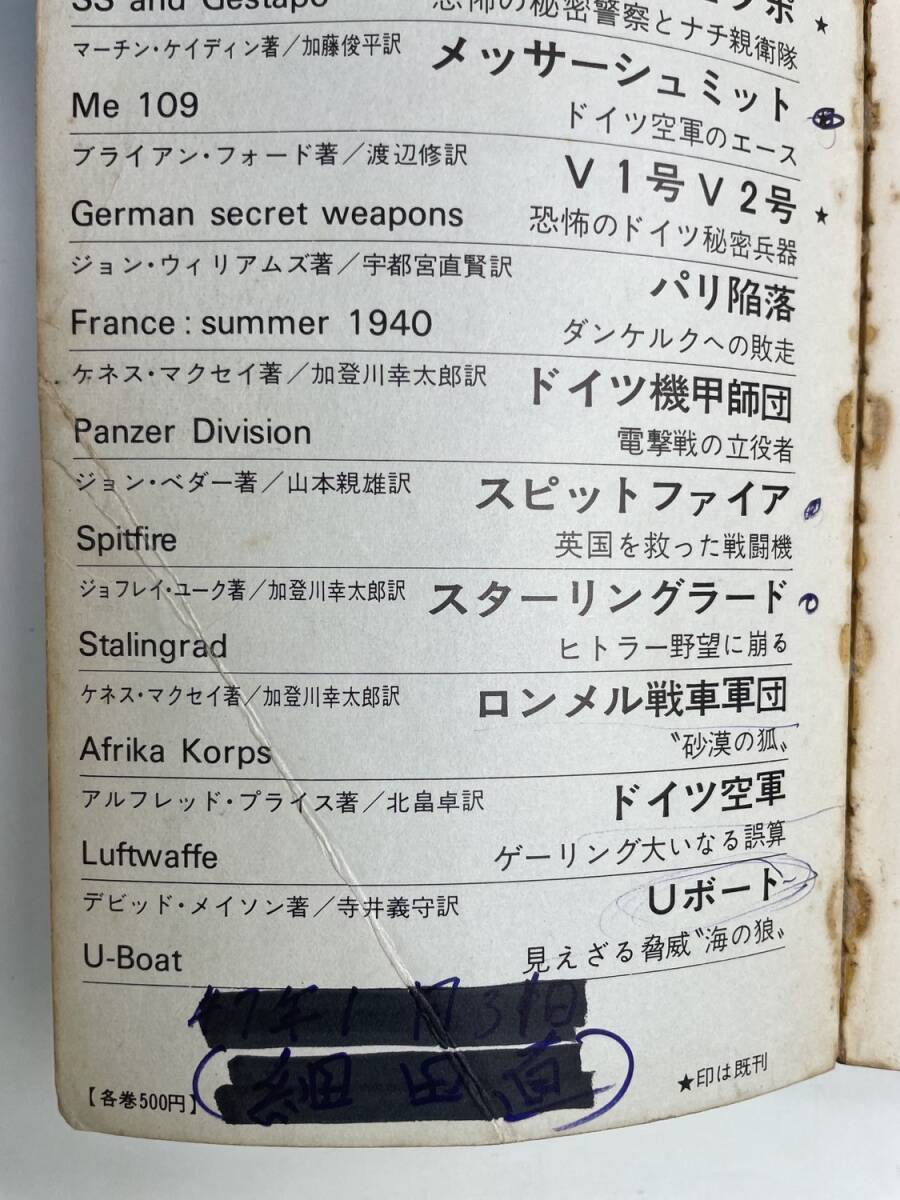 SS and Gestapo
恐怖の秘密警察とナチ親衛隊
★
マーチン・ケイディン著／加藤俊平訳
メッサーシュミット
Me 109
ドイツ空軍のエース
ブライアン・フォード著／渡辺修訳
V1号V2号
★
German secret weapons
恐怖のドイツ秘密兵器
ジョン・ウィリアムズ著／宇都宮直賢訳
パリ陥落
France : summer 1940
ダンケルクへの敗走
ケネス・マクセイ著／加登川幸太郎訳
ドイツ機甲師団
Panzer Division
電撃戦の立役者
ジョン・ベダー著／山本親雄訳
スピットファイア
Spitfire
英国を救った戦闘機
ジョフレイ・ユーク著／加登川幸太郎訳
スターリングラード
Stalingrad
ヒトラー野望に崩る
ケネス・マクセイ著／加登川幸太郎訳
ロンメル戦車軍団
Afrika Korps
〝砂漠の狐〟
アルフレッド・プライス著／北畠卓訳
ドイツ空軍
Luftwaffe
ゲーリング大いなる誤算
デビッド・メイソン著／寺井義守訳
Uボート
U-Boat
見えざる脅威〝海の狼〟
【各巻500円】
★印は既刊